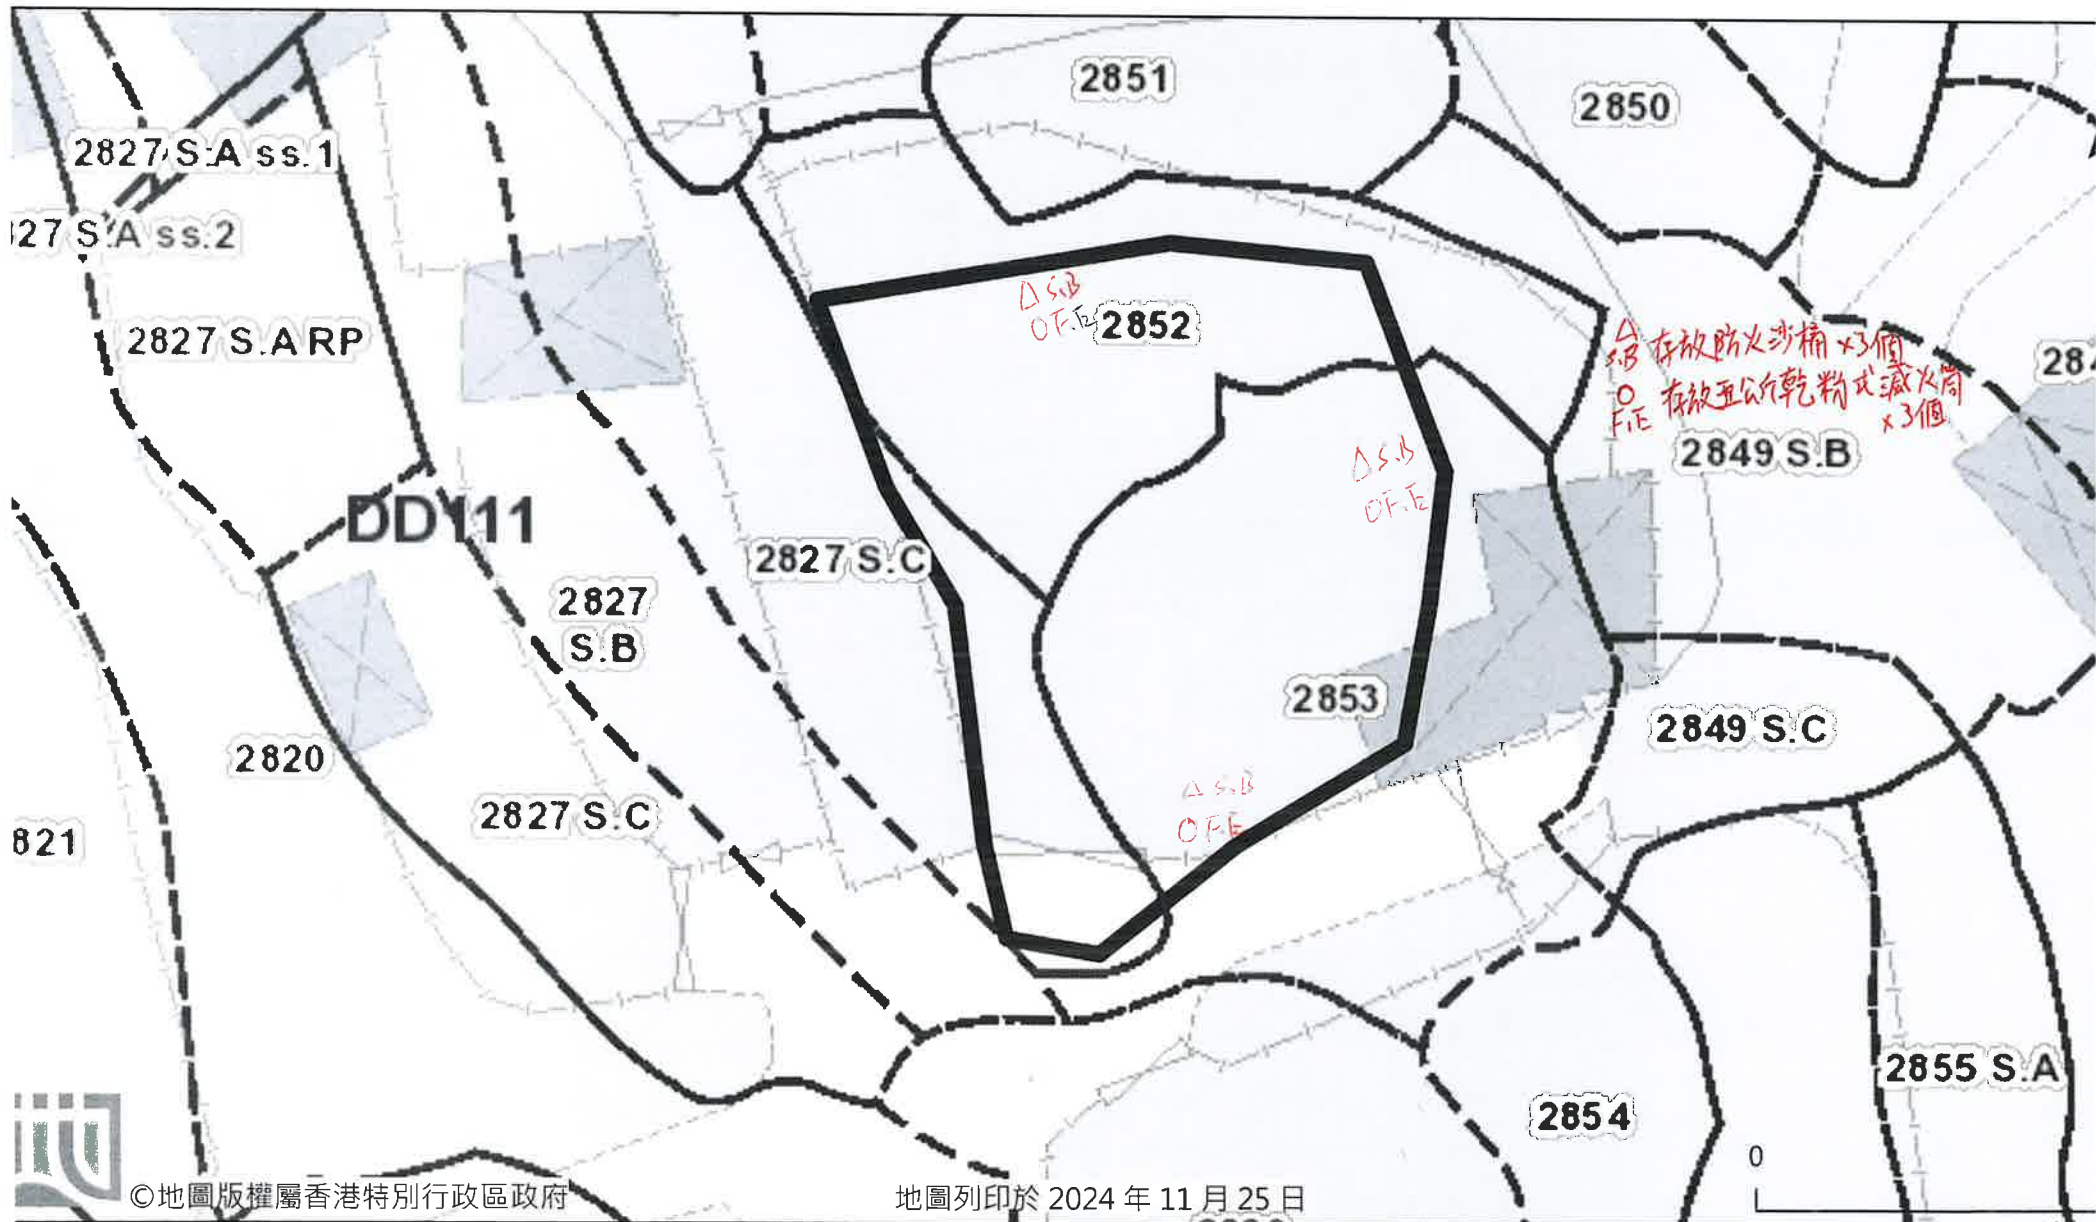 2851
2850
2827 S.A ss.1
27 S.A ss.2
△ S.B
O F.E
2852
2827 S.A RP
△
S.B 存放防火沙桶 x3個
O
F.E 存放五公斤乾粉式滅火筒
x3個
284
2849 S.B
△ S.B
O F.E
DD111
2827 S.C
2827
S.B
2853
2849 S.C
2820
△ S.B
O F.E
2827 S.C
821
2855 S.A
2854
0
©地圖版權屬香港特別行政區政府
地圖列印於 2024 年 11 月 25 日